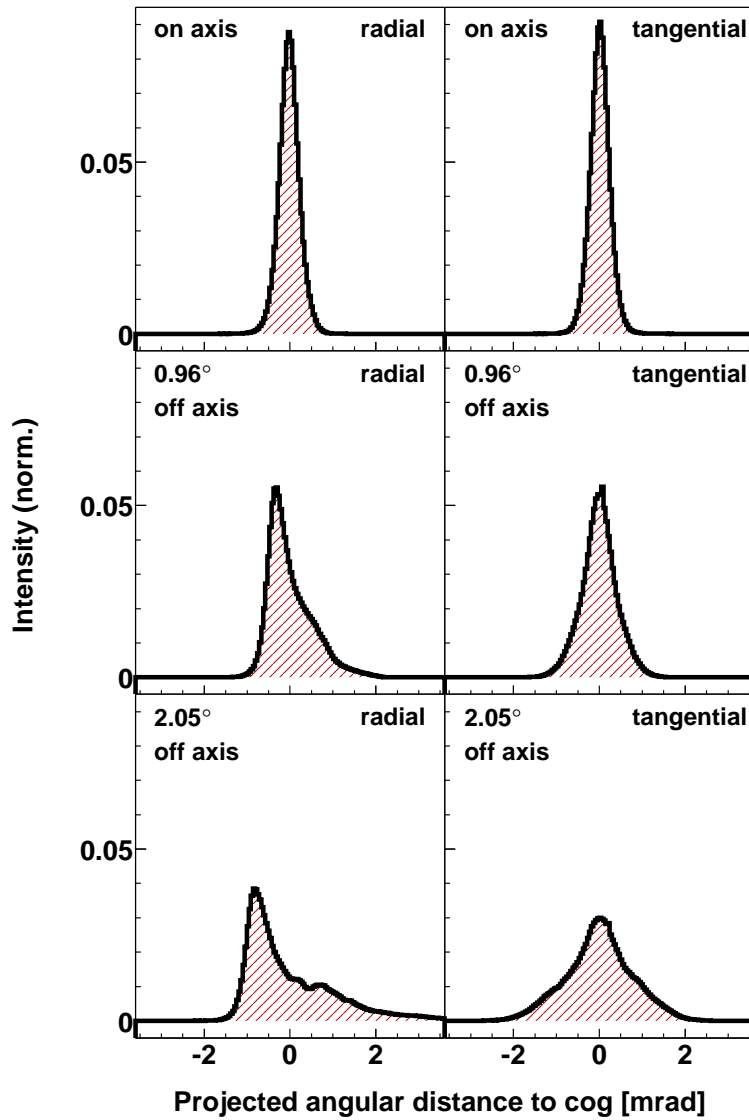 on axis radial
on axis tangential
0.05
0
0.96° radial
off axis
0.96° tangential
off axis
0.05
0
2.05° radial
off axis
2.05° tangential
off axis
0.05
0
-2 0 2 -2 0 2
Intensity (norm.)
Projected angular distance to cog [mrad]